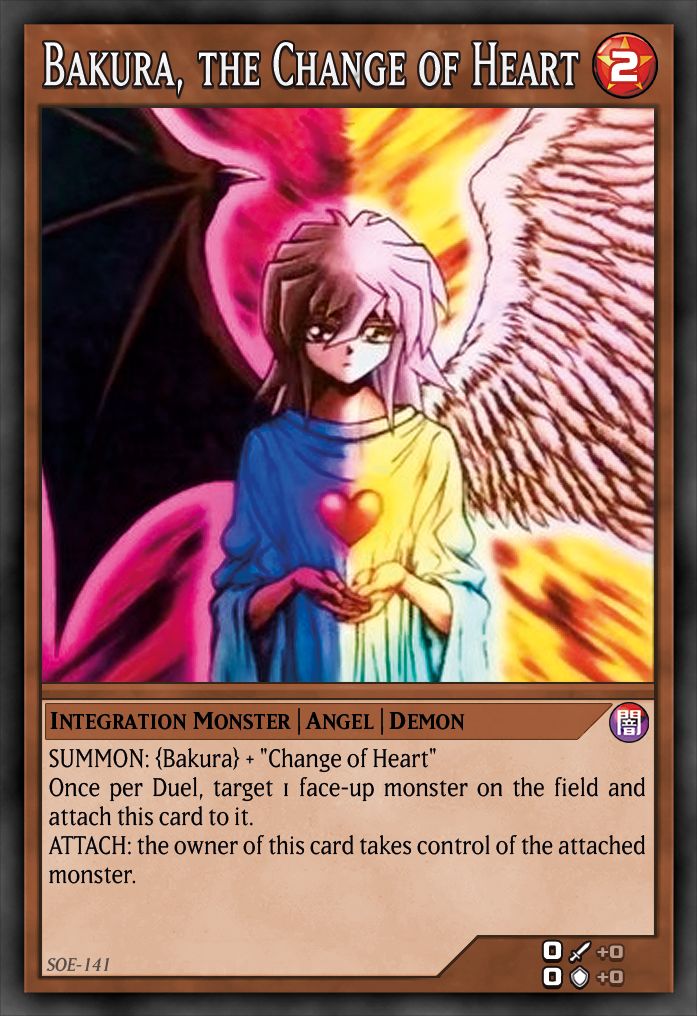 Bakura, the Change of Heart 2
Integration Monster | Angel | Demon 闇
SUMMON: {Bakura} + "Change of Heart"
Once per Duel, target 1 face-up monster on the field and
attach this card to it.
ATTACH: the owner of this card takes control of the attached
monster.
0 +0
SOE-141
0 +0